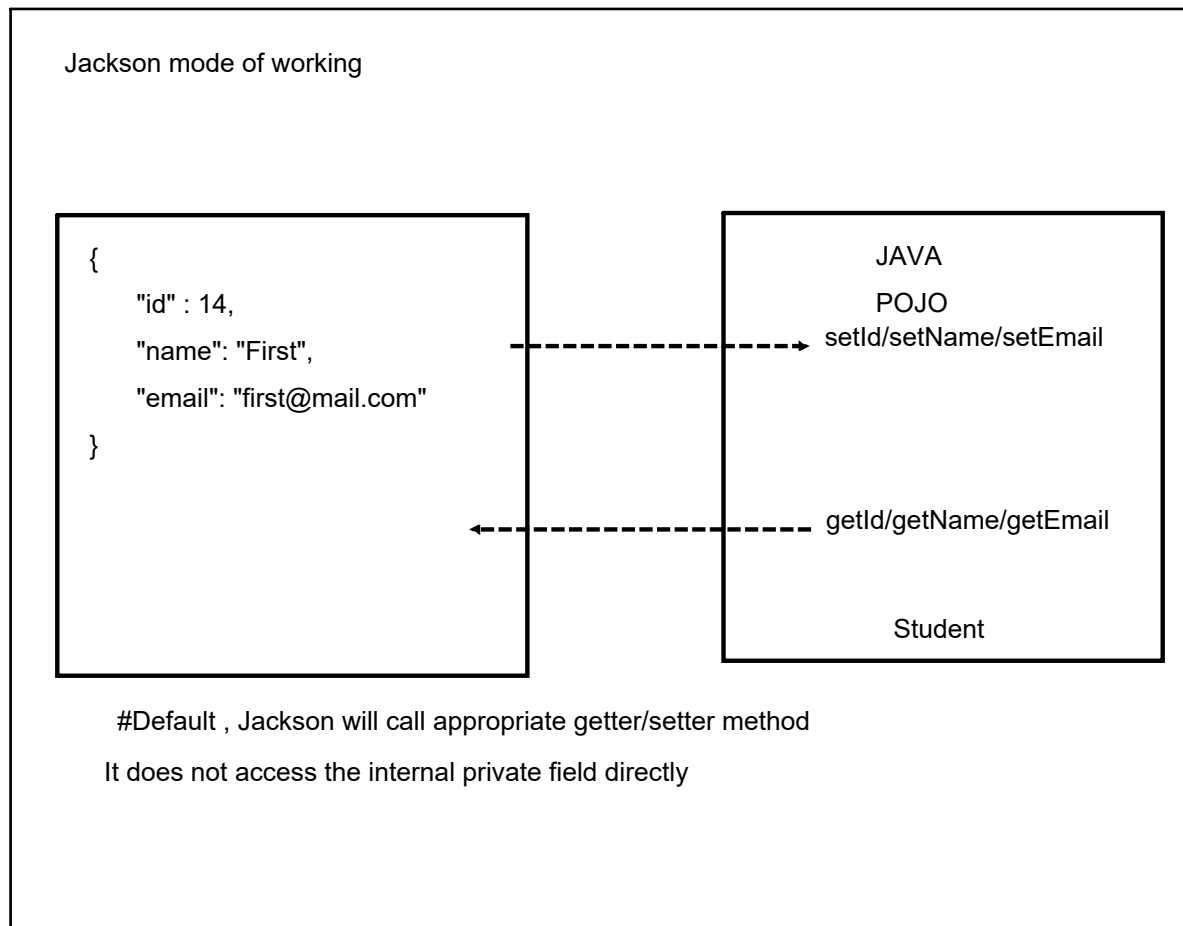 Jackson mode of working
{
"id" : 14,
"name": "First",
"email": "first@mail.com"
}
JAVA
POJO
setId/setName/setEmail
getId/getName/getEmail
Student
#Default , Jackson will call appropriate getter/setter method
It does not access the internal private field directly